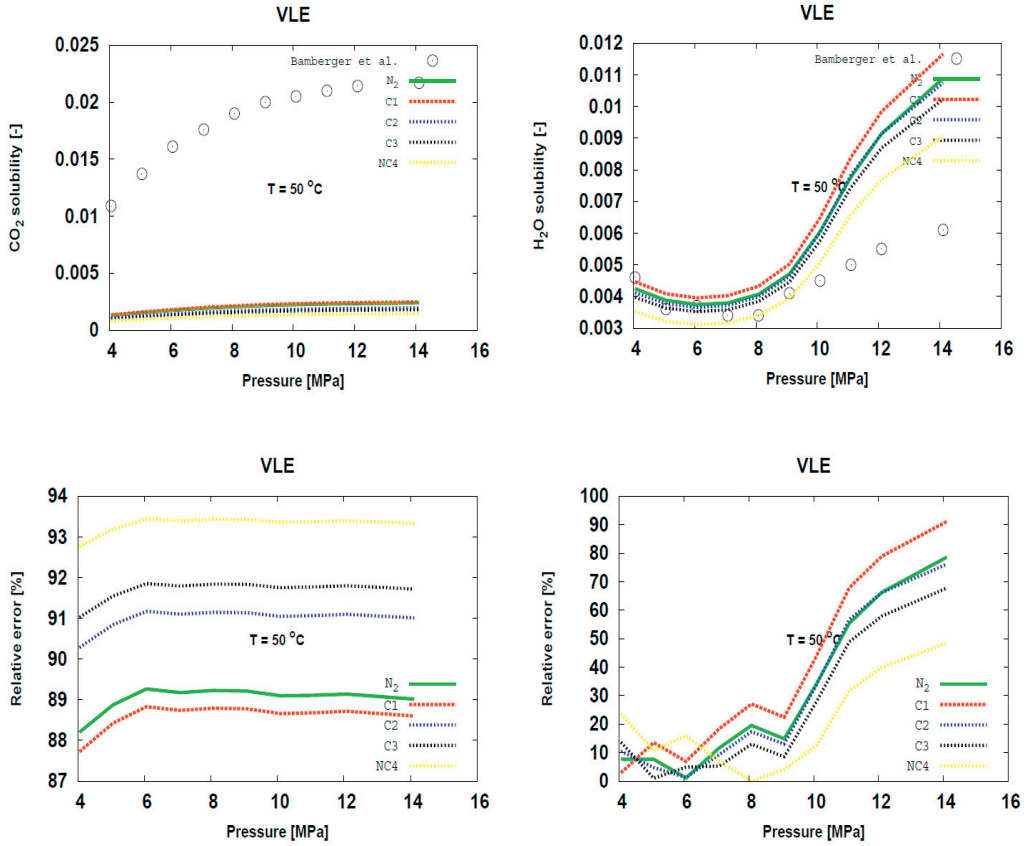 VLE
CO2 solubility [-]
0.025
0.02
0.015
0.01
0.005
0
Bamberger et al.
N2
C1
C2
C3
NC4
T = 50 °C
4 6 8 10 12 14 16
Pressure [MPa]
VLE
H2O solubility [-]
0.012
0.011
0.01
0.009
0.008
0.007
0.006
0.005
0.004
0.003
Bamberger et al.
N2
C1
C2
C3
NC4
T = 50 °C
4 6 8 10 12 14 16
Pressure [MPa]
VLE
Relative error [%]
94
93
92
91
90
89
88
87
T = 50 °C
N2
C1
C2
C3
NC4
4 6 8 10 12 14 16
Pressure [MPa]
VLE
Relative error [%]
100
90
80
70
60
50
40
30
20
10
0
T = 50 °C
N2
C1
C2
C3
NC4
4 6 8 10 12 14 16
Pressure [MPa]